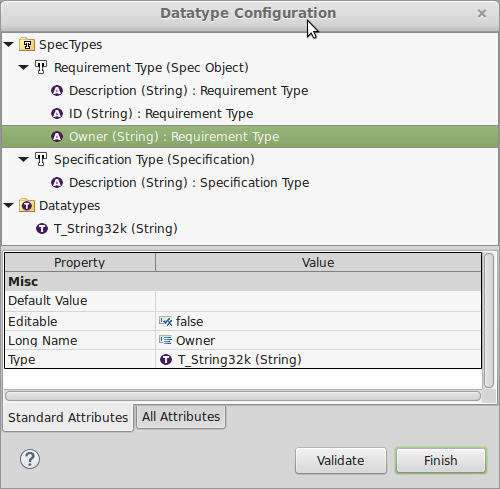 Datatype Configuration
SpecTypes
Requirement Type (Spec Object)
Description (String) : Requirement Type
ID (String) : Requirement Type
Owner (String) : Requirement Type
Specification Type (Specification)
Description (String) : Specification Type
Datatypes
T_String32k (String)
Property Value
Misc
Default Value
Editable false
Long Name Owner
Type T_String32k (String)
Standard Attributes All Attributes
Validate Finish